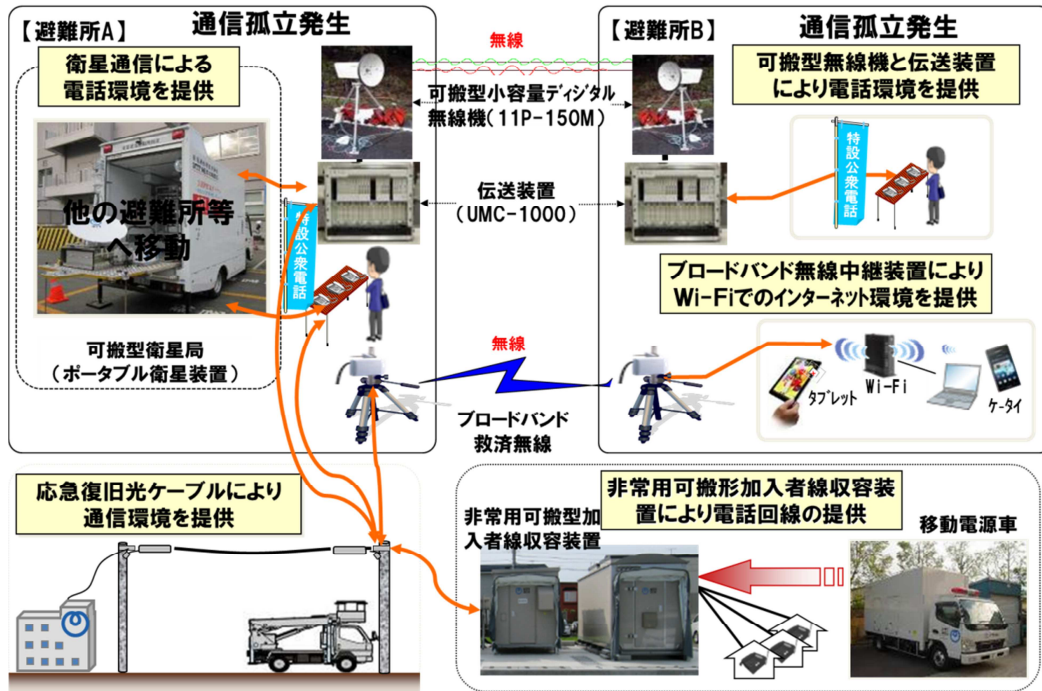 【避難所A】
通信孤立発生
衛星通信による
電話環境を提供
他の避難所等
へ移動
可搬型衛星局
（ポータブル衛星装置）
特設公衆電話
無線
可搬型小容量ディジタル
無線機（11P-150M）
伝送装置
（UMC-1000）
無線
ブロードバンド
救済無線
【避難所B】
通信孤立発生
可搬型無線機と伝送装置
により電話環境を提供
特設公衆電話
ブロードバンド無線中継装置により
Wi-Fiでのインターネット環境を提供
タブレット
Wi-Fi
ケータイ
応急復旧光ケーブルにより
通信環境を提供
非常用可搬形加入者線収容装
置により電話回線の提供
非常用可搬型加
入者線収容装置
移動電源車